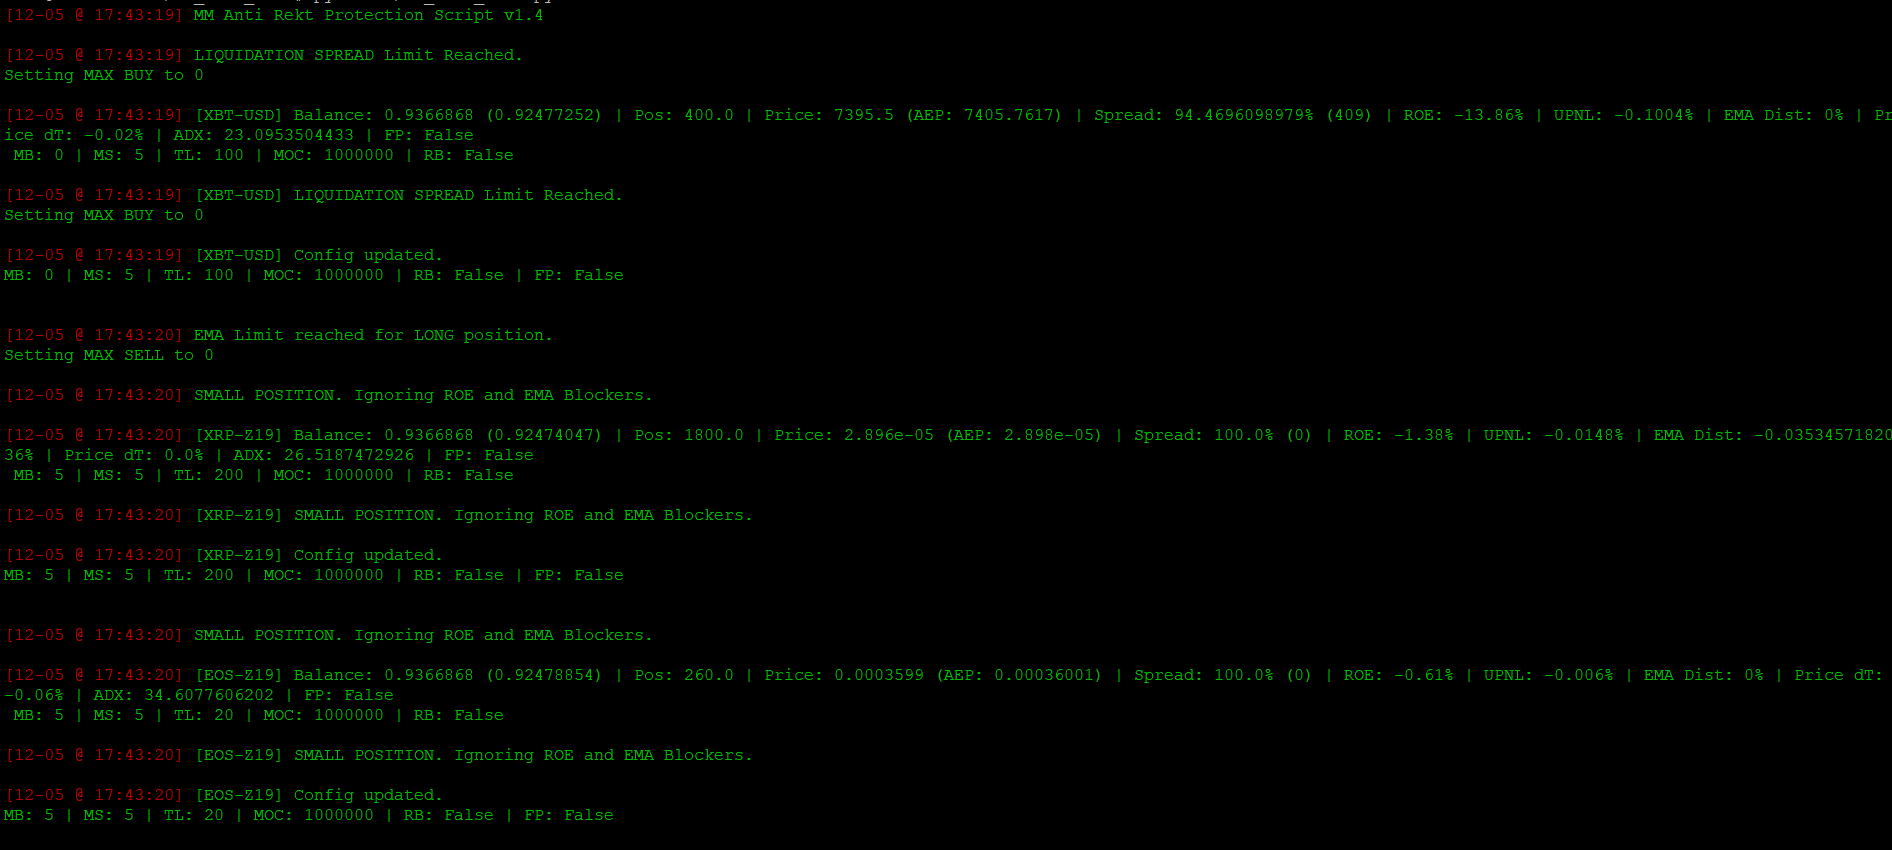 [12-05 @ 17:43:19] MM Anti Rekt Protection Script v1.4
[12-05 @ 17:43:19] LIQUIDATION SPREAD Limit Reached.
Setting MAX BUY to 0
[12-05 @ 17:43:19] [XBT-USD] Balance: 0.9366868 (0.92477252) | Pos: 400.0 | Price: 7395.5 (AEP: 7405.7617) | Spread: 94.4696098979% (409) | ROE: -13.86% | UPNL: -0.1004% | EMA Dist: 0% | Pr
ice dT: -0.02% | ADX: 23.0953504433 | FP: False
MB: 0 | MS: 5 | TL: 100 | MOC: 1000000 | RB: False
[12-05 @ 17:43:19] [XBT-USD] LIQUIDATION SPREAD Limit Reached.
Setting MAX BUY to 0
[12-05 @ 17:43:19] [XBT-USD] Config updated.
MB: 0 | MS: 5 | TL: 100 | MOC: 1000000 | RB: False | FP: False
[12-05 @ 17:43:20] EMA Limit reached for LONG position.
Setting MAX SELL to 0
[12-05 @ 17:43:20] SMALL POSITION. Ignoring ROE and EMA Blockers.
[12-05 @ 17:43:20] [XRP-Z19] Balance: 0.9366868 (0.92474047) | Pos: 1800.0 | Price: 2.896e-05 (AEP: 2.898e-05) | Spread: 100.0% (0) | ROE: -1.38% | UPNL: -0.0148% | EMA Dist: -0.03534571820
36% | Price dT: 0.0% | ADX: 26.5187472926 | FP: False
MB: 5 | MS: 5 | TL: 200 | MOC: 1000000 | RB: False
[12-05 @ 17:43:20] [XRP-Z19] SMALL POSITION. Ignoring ROE and EMA Blockers.
[12-05 @ 17:43:20] [XRP-Z19] Config updated.
MB: 5 | MS: 5 | TL: 200 | MOC: 1000000 | RB: False | FP: False
[12-05 @ 17:43:20] SMALL POSITION. Ignoring ROE and EMA Blockers.
[12-05 @ 17:43:20] [EOS-Z19] Balance: 0.9366868 (0.92478854) | Pos: 260.0 | Price: 0.0003599 (AEP: 0.00036001) | Spread: 100.0% (0) | ROE: -0.61% | UPNL: -0.006% | EMA Dist: 0% | Price dT:
-0.06% | ADX: 34.6077606202 | FP: False
MB: 5 | MS: 5 | TL: 20 | MOC: 1000000 | RB: False
[12-05 @ 17:43:20] [EOS-Z19] SMALL POSITION. Ignoring ROE and EMA Blockers.
[12-05 @ 17:43:20] [EOS-Z19] Config updated.
MB: 5 | MS: 5 | TL: 20 | MOC: 1000000 | RB: False | FP: False